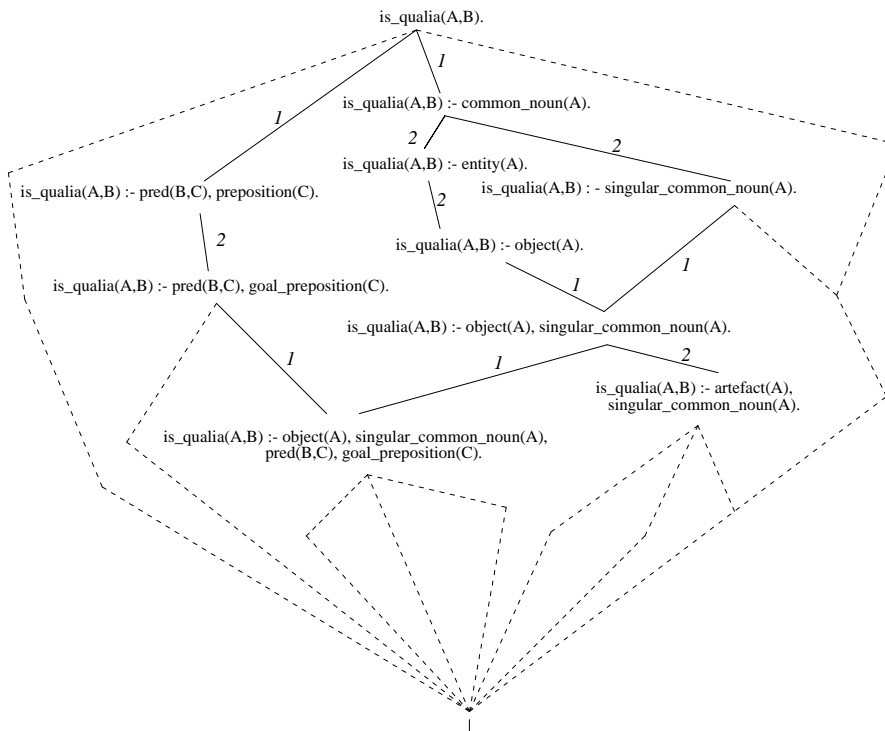 is_qualia(A,B).
1
1
is_qualia(A,B) :- common_noun(A).
2
2
is_qualia(A,B) :- entity(A).
is_qualia(A,B) :- pred(B,C), preposition(C).
is_qualia(A,B) : - singular_common_noun(A).
2
2
is_qualia(A,B) :- object(A).
1
1
is_qualia(A,B) :- pred(B,C), goal_preposition(C).
is_qualia(A,B) :- object(A), singular_common_noun(A).
1
1
2
is_qualia(A,B) :- artefact(A),
singular_common_noun(A).
is_qualia(A,B) :- object(A), singular_common_noun(A),
pred(B,C), goal_preposition(C).